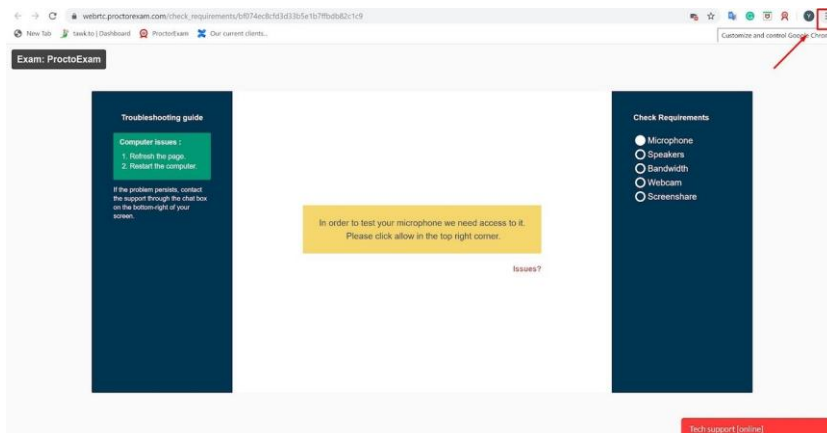 webrtc.proctorexam.com/check_requirements/bf074ec8cfd3d33b5e1b7ffbdb82c1c9
New Tab
tawk.to | Dashboard
ProctorExam
Our current clients...
Customize and control Google Chrom
Exam: ProctoExam
Troubleshooting guide
Computer issues :
1. Refresh the page.
2. Restart the computer.
If the problem persists, contact
the support through the chat box
on the bottom-right of your
screen.
In order to test your microphone we need access to it.
Please click allow in the top right corner.
Issues?
Check Requirements
Microphone
Speakers
Bandwidth
Webcam
Screenshare
Tech support [online]